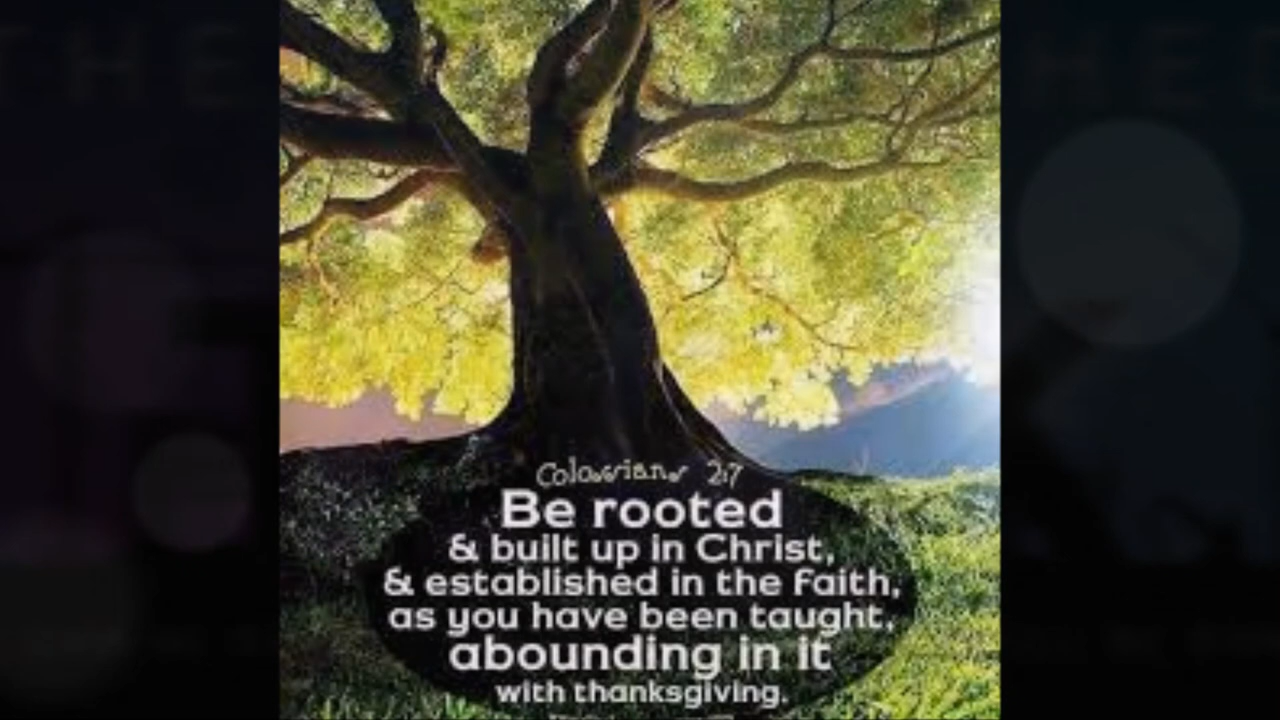 Colossians 2:7
Be rooted
& built up in Christ,
& established in the Faith,
as you have been taught,
abounding in it
with thanksgiving.